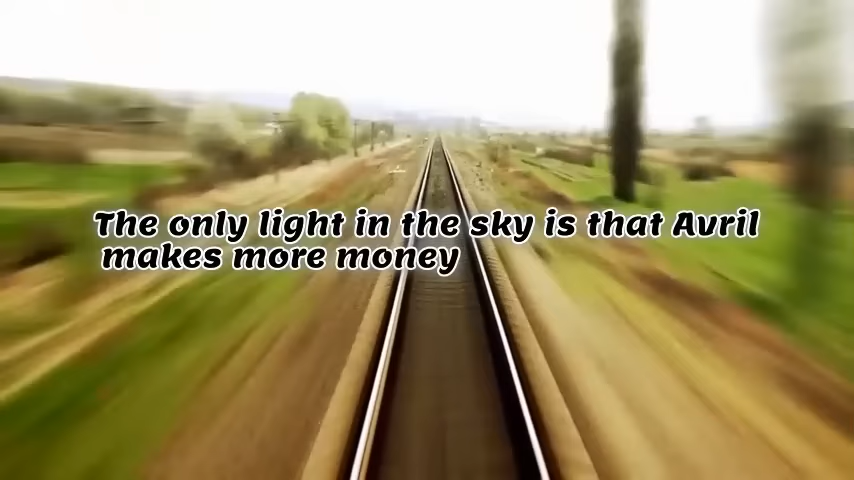 The only light in the sky is that Avril
makes more money